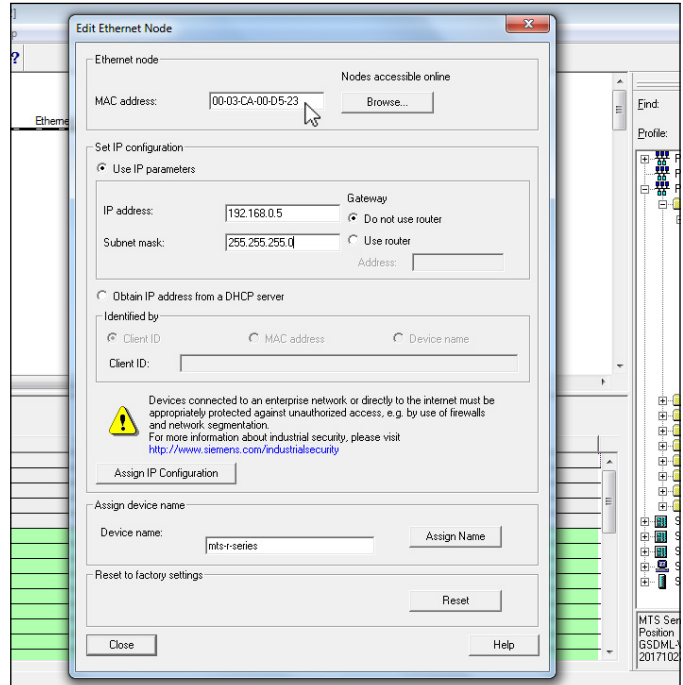 Edit Ethernet Node
?
Ethernet node
Nodes accessible online
MAC address:
00-03-CA-00-D5-23
Browse...
Etherne
Find:
Profile:
Set IP configuration
Use IP parameters
IP address:
192.168.0.5
Subnet mask:
255.255.255.0
Gateway
Do not use router
Use router
Address:
Obtain IP address from a DHCP server
Identified by
Client ID
MAC address
Device name
Client ID:
Devices connected to an enterprise network or directly to the internet must be
appropriately protected against unauthorized access, e.g. by use of firewalls
and network segmentation.
For more information about industrial security, please visit
http://www.siemens.com/industrialsecurity
Assign IP Configuration
Assign device name
Device name:
mts-r-series
Assign Name
Reset to factory settings
Reset
Close
Help
MTS Ser
Position
GSDML-V
2017102